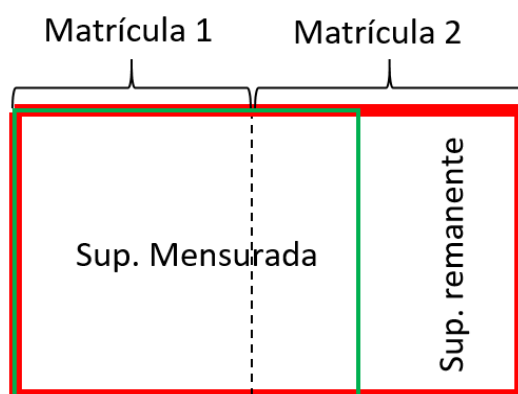 Matrícula 1
Matrícula 2
Sup. Mensurada
Sup. remanente